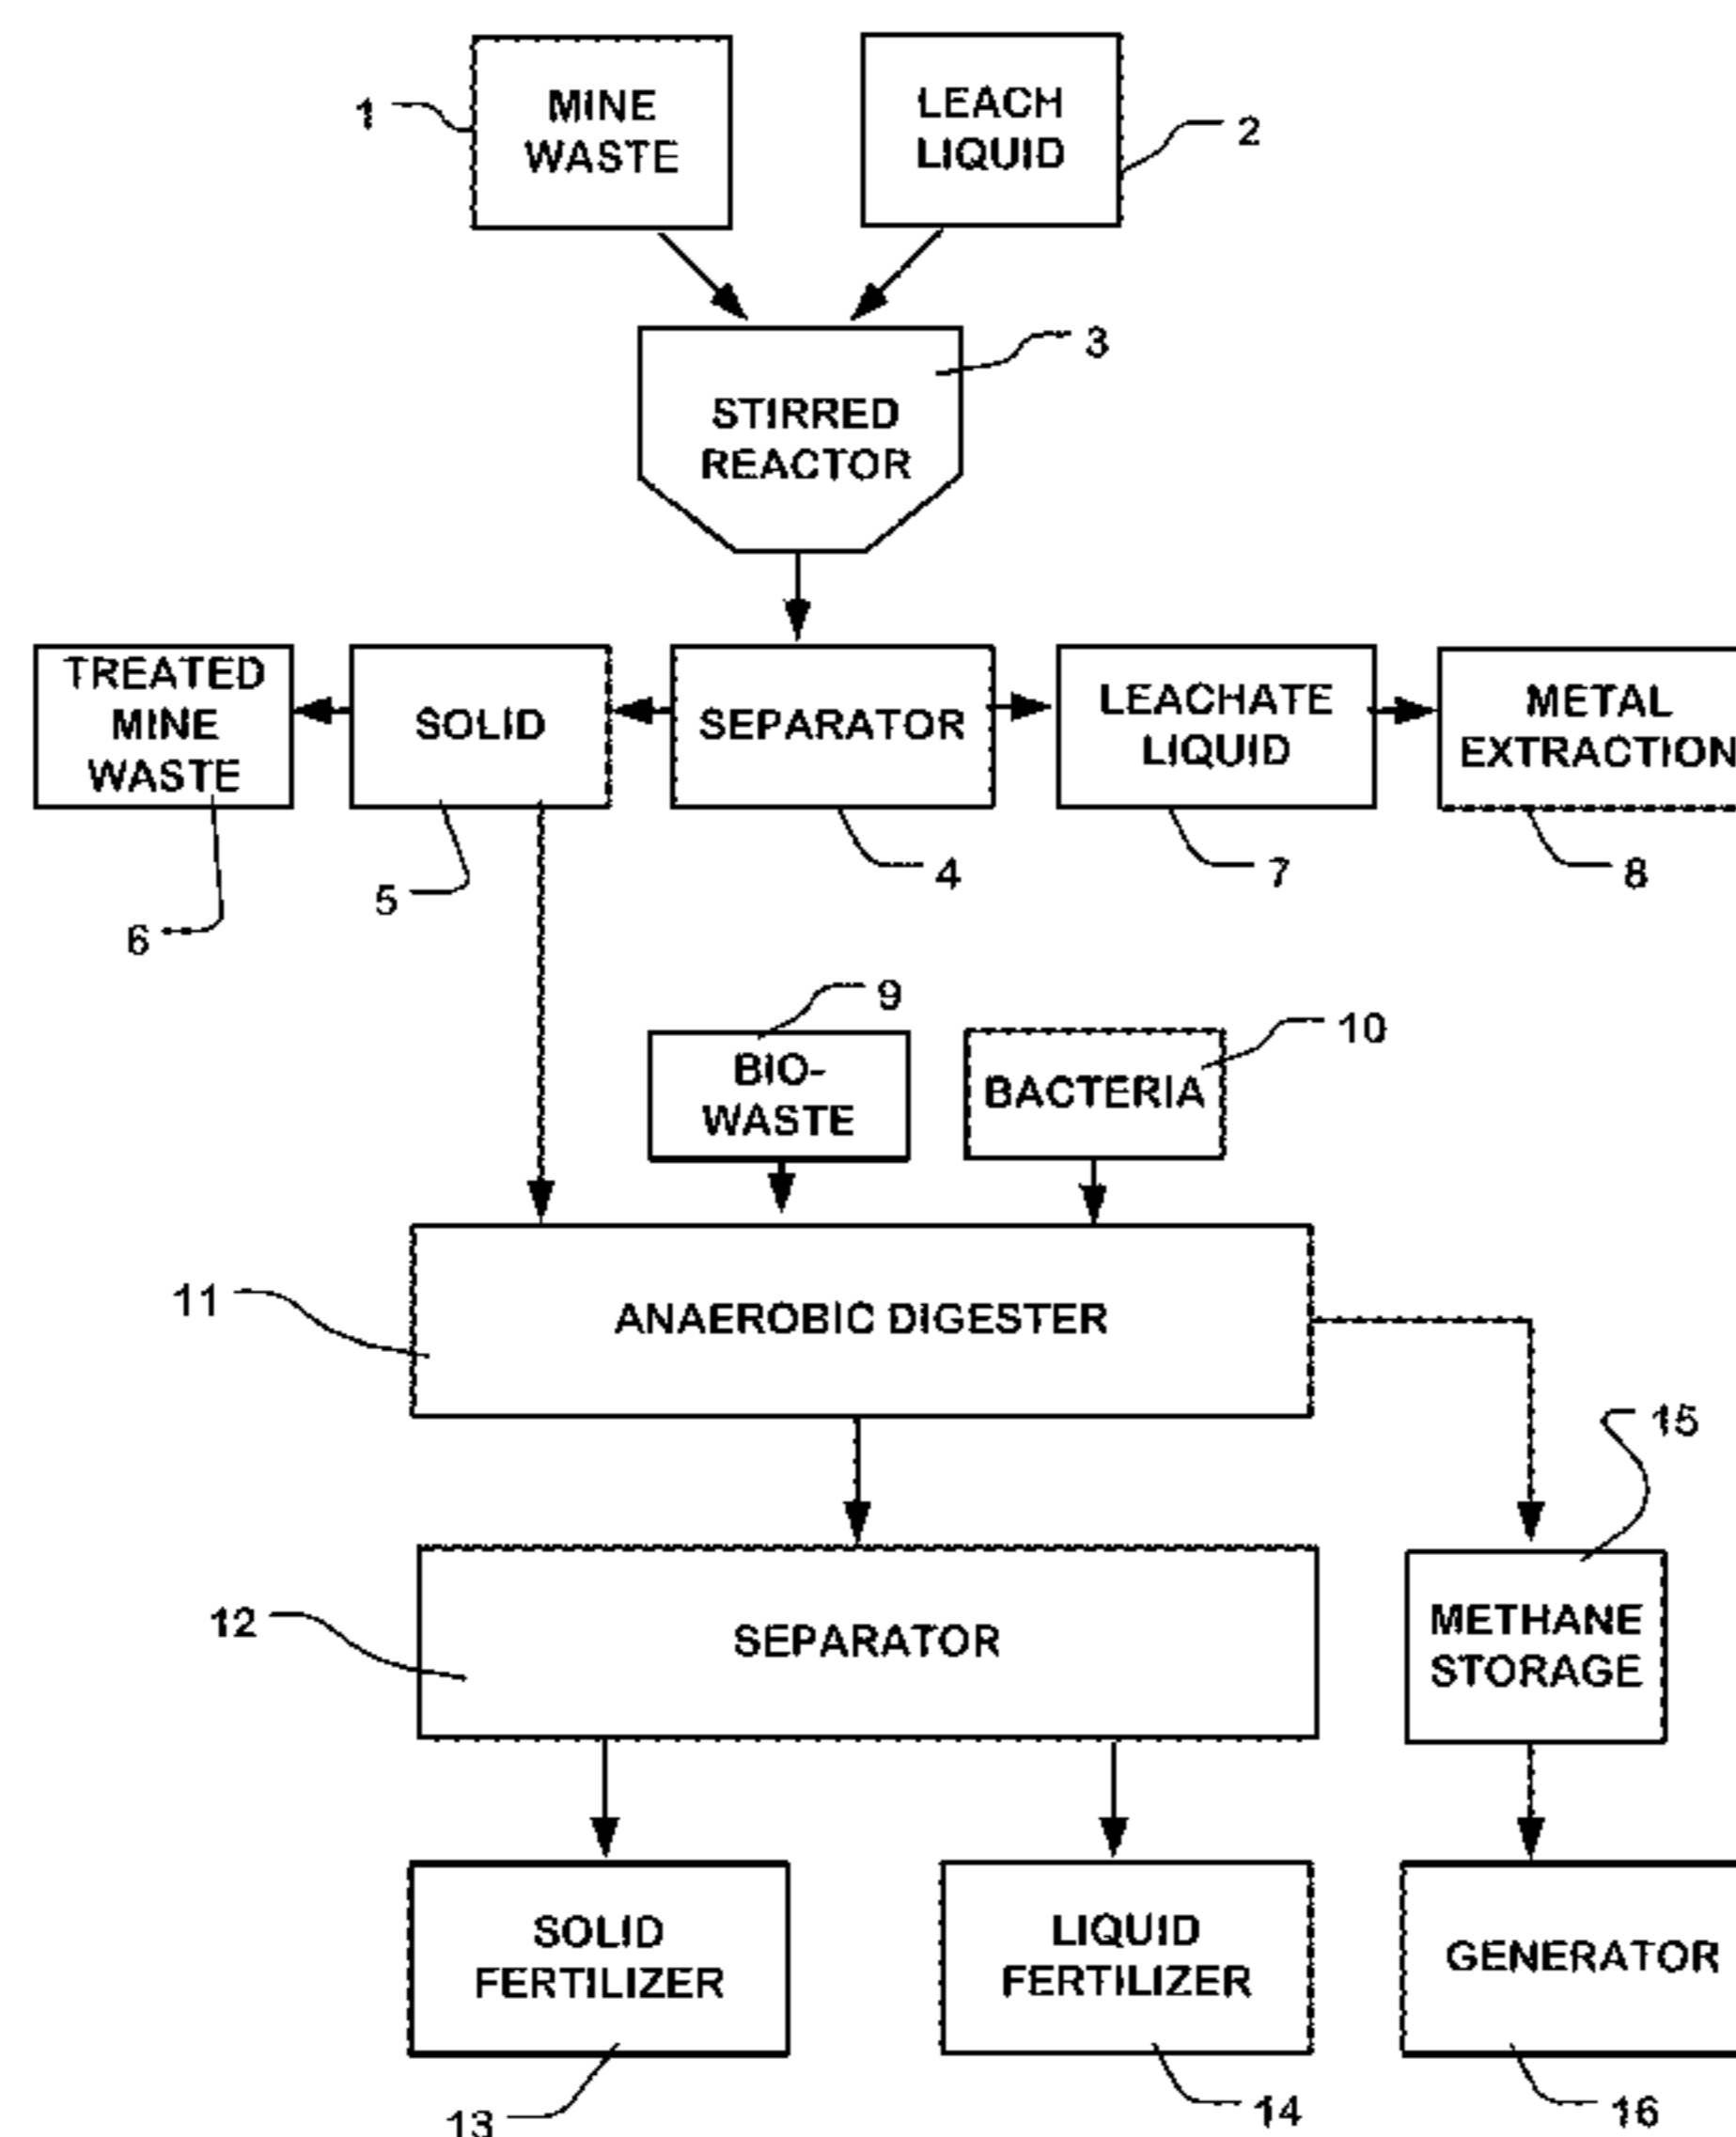 MINE
WASTE
1
LEACH
LIQUID
2
STIRRED
REACTOR
3
TREATED
MINE
WASTE
SOLID
SEPARATOR
LEACHATE
LIQUID
METAL
EXTRACTION
6
5
4
7
8
BIO-
WASTE
9
BACTERIA
10
ANAEROBIC DIGESTER
11
SEPARATOR
12
METHANE
STORAGE
15
SOLID
FERTILIZER
LIQUID
FERTILIZER
GENERATOR
13
14
16